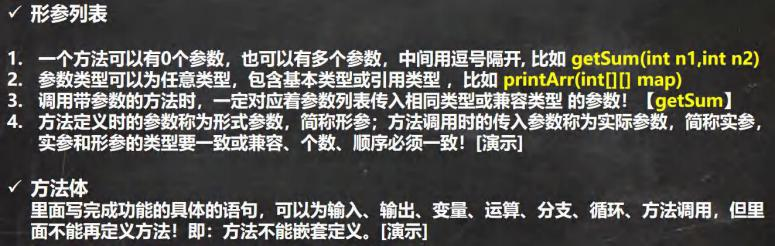 ✓ 形参列表
1. 一个方法可以有0个参数，也可以有多个参数，中间用逗号隔开, 比如 getSum(int n1,int n2)
2. 参数类型可以为任意类型，包含基本类型或引用类型 ，比如 printArr(int[][] map)
3. 调用带参数的方法时，一定对应着参数列表传入相同类型或兼容类型 的参数！【getSum】
4. 方法定义时的参数称为形式参数，简称形参；方法调用时的传入参数称为实际参数，简称实参，
实参和形参的类型要一致或兼容、个数、顺序必须一致！[演示]
✓ 方法体
里面写完成功能的具体的语句，可以为输入、输出、变量、运算、分支、循环、方法调用，但里
面不能再定义方法！即：方法不能嵌套定义。[演示]